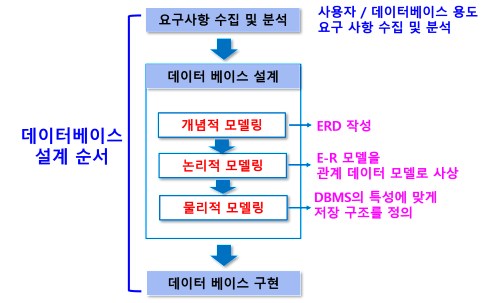 요구사항 수집 및 분석
사용자 / 데이터베이스 용도
요구 사항 수집 및 분석
데이터 베이스 설계
개념적 모델링
ERD 작성
데이터베이스
설계 순서
논리적 모델링
E-R 모델을
관계 데이터 모델로 사상
물리적 모델링
DBMS의 특성에 맞게
저장 구조를 정의
데이터 베이스 구현